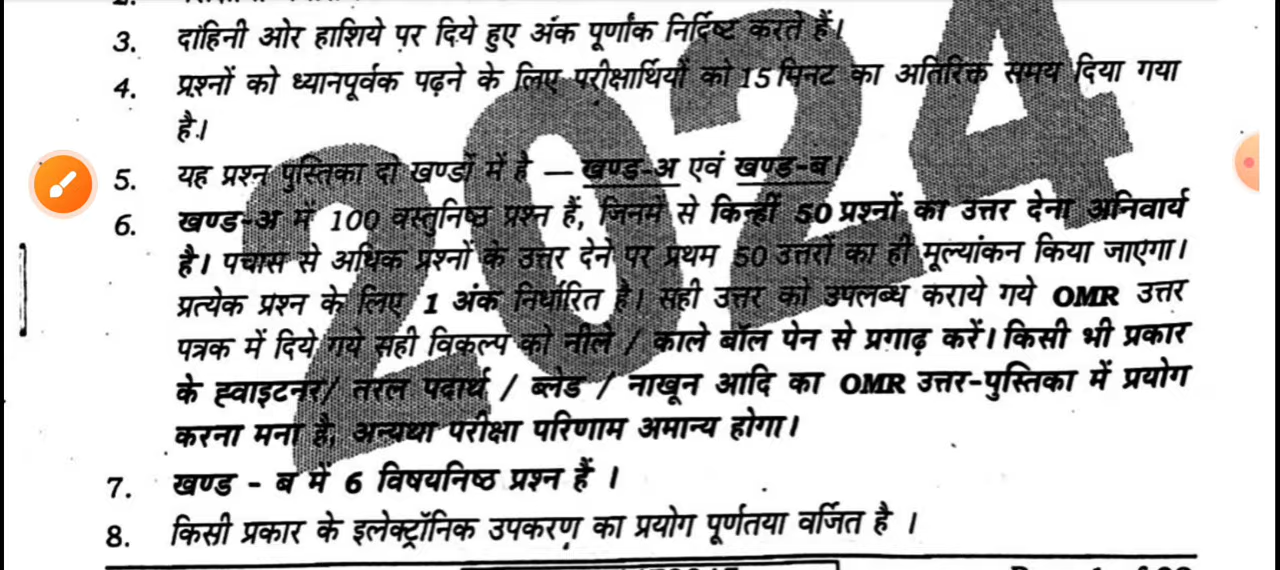 3. दाहिनी ओर हाशिये पर दिये हुए अंक पूर्णांक निर्दिष्ट करते हैं।
4. प्रश्नों को ध्यानपूर्वक पढ़ने के लिए परीक्षार्थियों को 15 मिनट का अतिरिक्त समय दिया गया
है।
5. यह प्रश्न पुस्तिका दो खण्डों में है — खण्ड-अ एवं खण्ड-ब।
6. खण्ड-अ में 100 वस्तुनिष्ठ प्रश्न हैं, जिनमें से किन्हीं 50 प्रश्नों का उत्तर देना अनिवार्य
है। पचास से अधिक प्रश्नों के उत्तर देने पर प्रथम 50 उत्तरों का ही मूल्यांकन किया जाएगा।
प्रत्येक प्रश्न के लिए 1 अंक निर्धारित है। सही उत्तर को उपलब्ध कराये गये OMR उत्तर
पत्रक में दिये गये सही विकल्प को नीले / काले बॉल पेन से प्रगाढ़ करें। किसी भी प्रकार
के ह्वाइटनर/ तरल पदार्थ / ब्लेड / नाखून आदि का OMR उत्तर-पुस्तिका में प्रयोग
करना मना है, अन्यथा परीक्षा परिणाम अमान्य होगा।
7. खण्ड - ब में 6 विषयनिष्ठ प्रश्न हैं ।
8. किसी प्रकार के इलेक्ट्रॉनिक उपकरण का प्रयोग पूर्णतया वर्जित है ।
2024